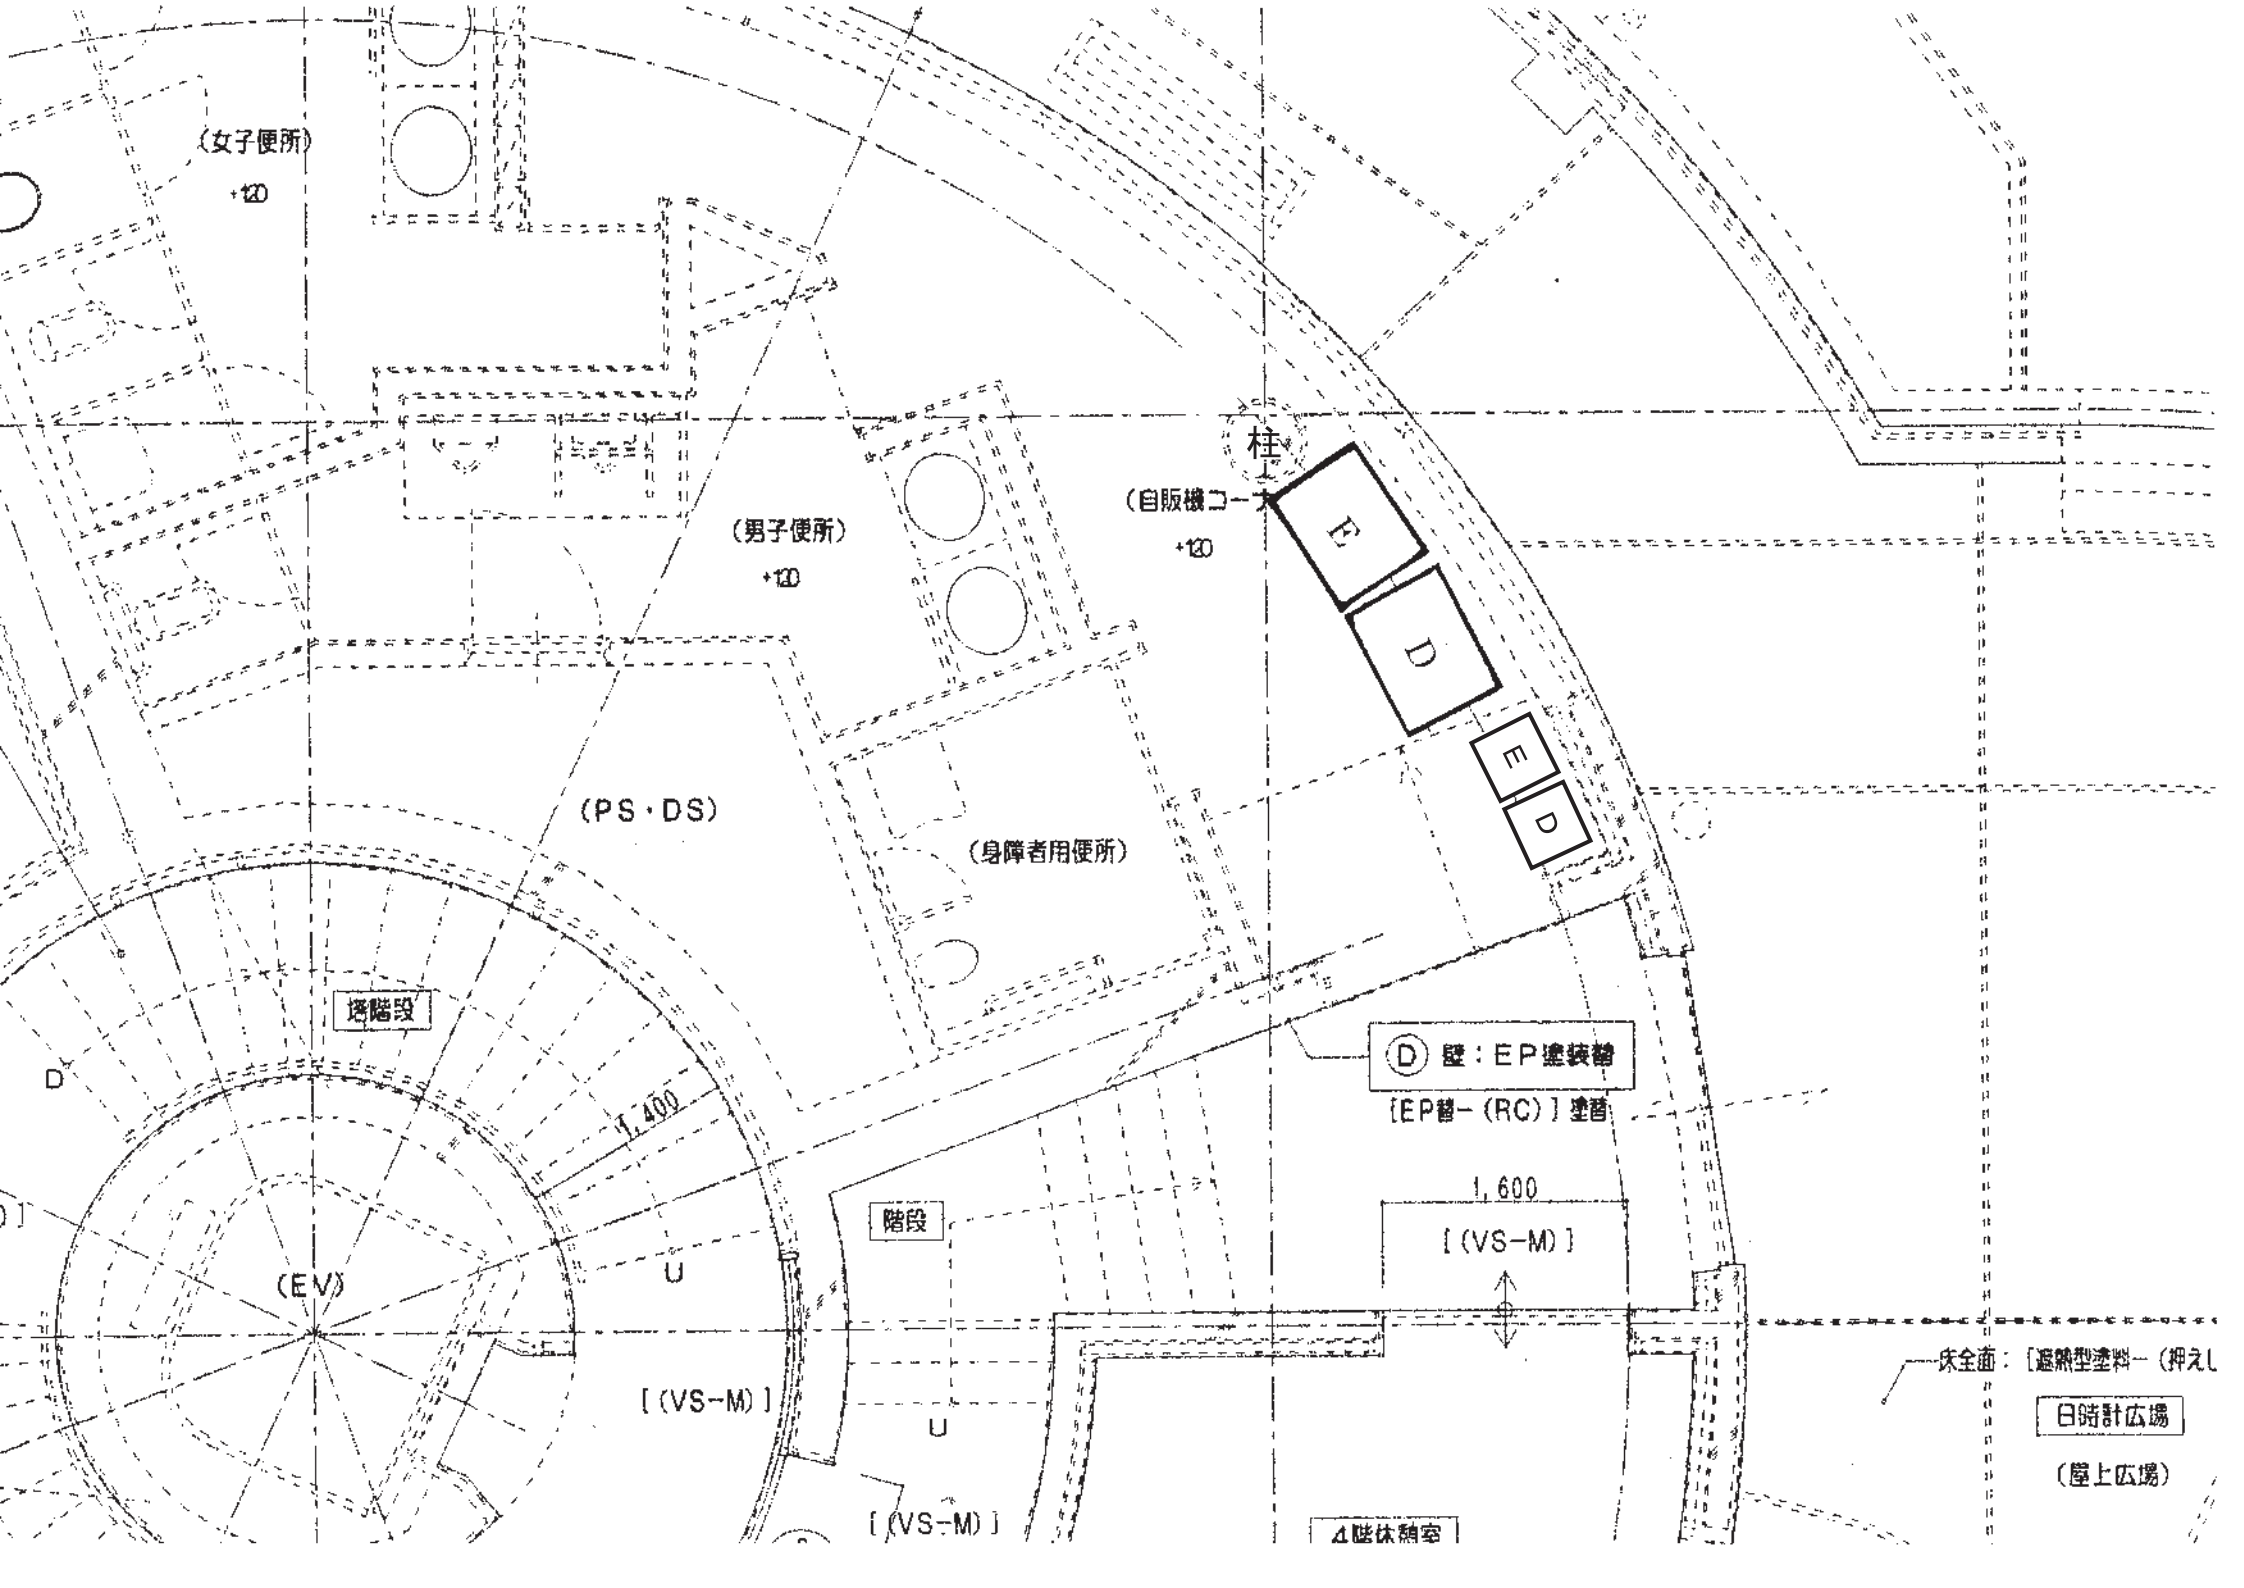 (女子便所)
+120
柱
(自販機コーナ
+120
E
(男子便所)
+120
D
E
D
(PS・DS)
(身障者用便所)
塔階段
D 壁:EP塗装替
[EP替-(RC)]塗替
D
1,400
1,600
階段
[(VS-M)]
U
(EV)
床全面:[遮熱型塗料-(押えし
[(VS-M)]
日時計広場
U
(屋上広場)
[(VS-M)]
4階休憩室